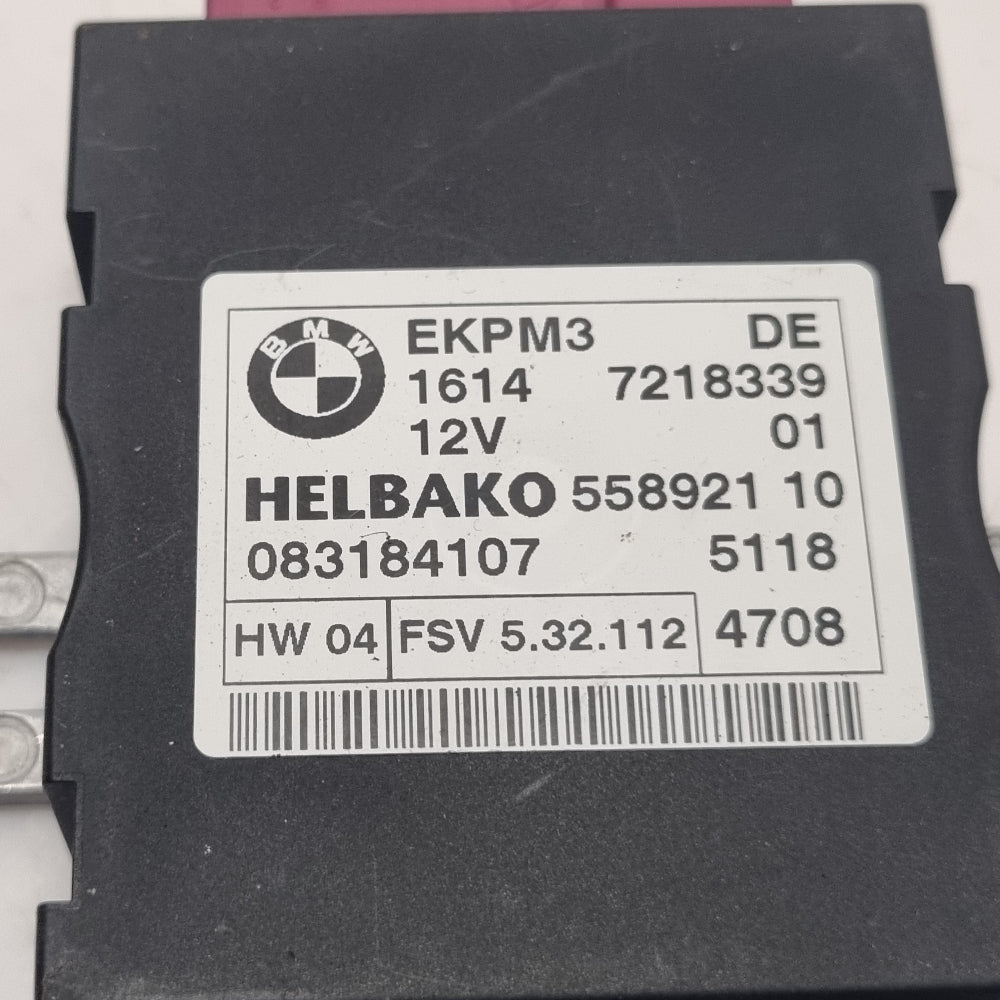 BMW
EKPM3 DE
1614 7218339
12V 01
HELBAKO 558921 10
083184107 5118
HW 04 FSV 5.32.112 4708